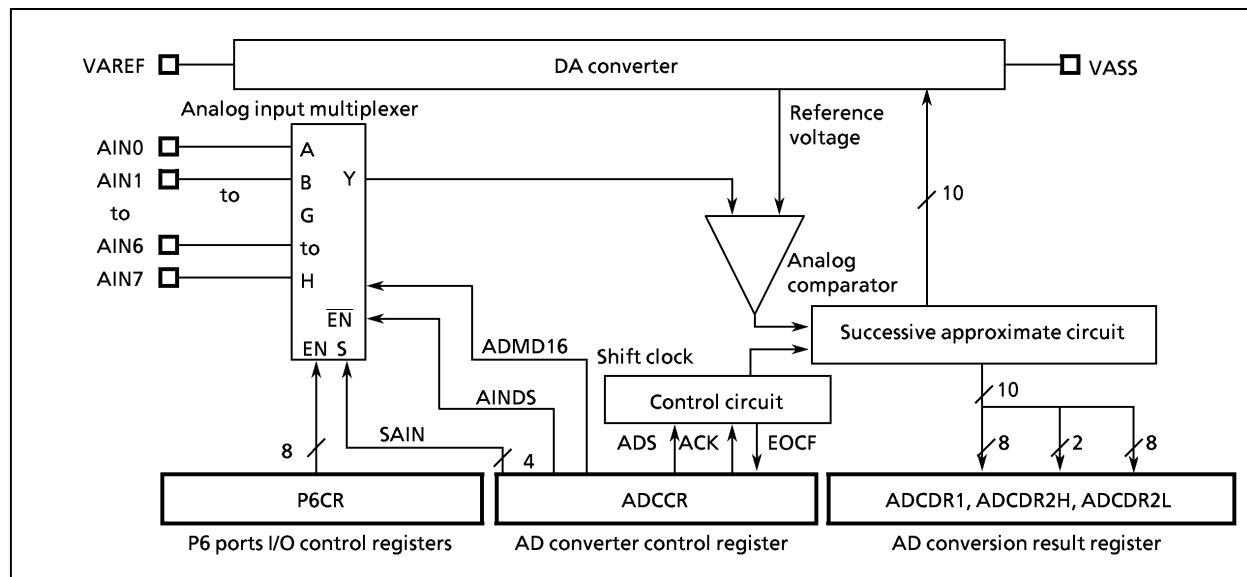 VAREF
DA converter
VASS
Analog input multiplexer
Reference
voltage
AIN0
A
AIN1
to
B
Y
10
to
G
AIN6
to
AIN7
H
Analog
comparator
EN
EN S
ADMD16
Shift clock
Successive approximate circuit
AINDS
Control circuit
10
SAIN
8
4
ADS
ACK
EOCF
8
2
8
P6CR
ADCCR
ADCDR1, ADCDR2H, ADCDR2L
P6 ports I/O control registers
AD converter control register
AD conversion result register